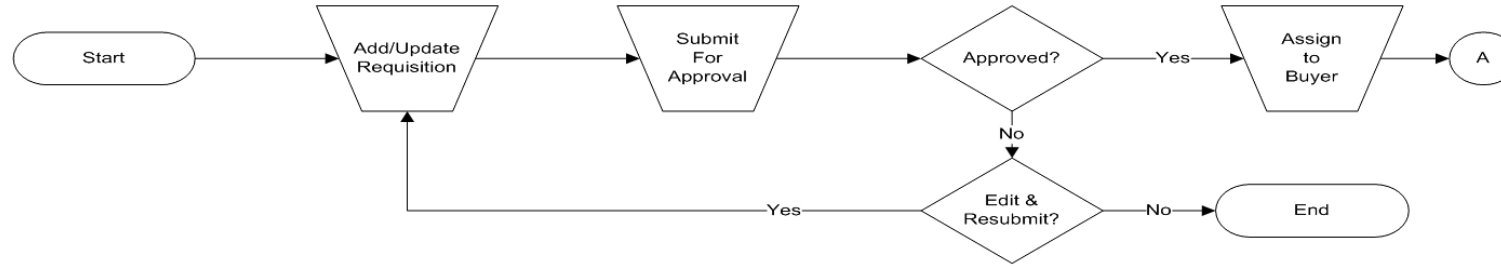 Start
Add/Update
Requisition
Submit
For
Approval
Approved?
Yes
Assign
to
Buyer
A
No
Edit &
Resubmit?
Yes
No
End